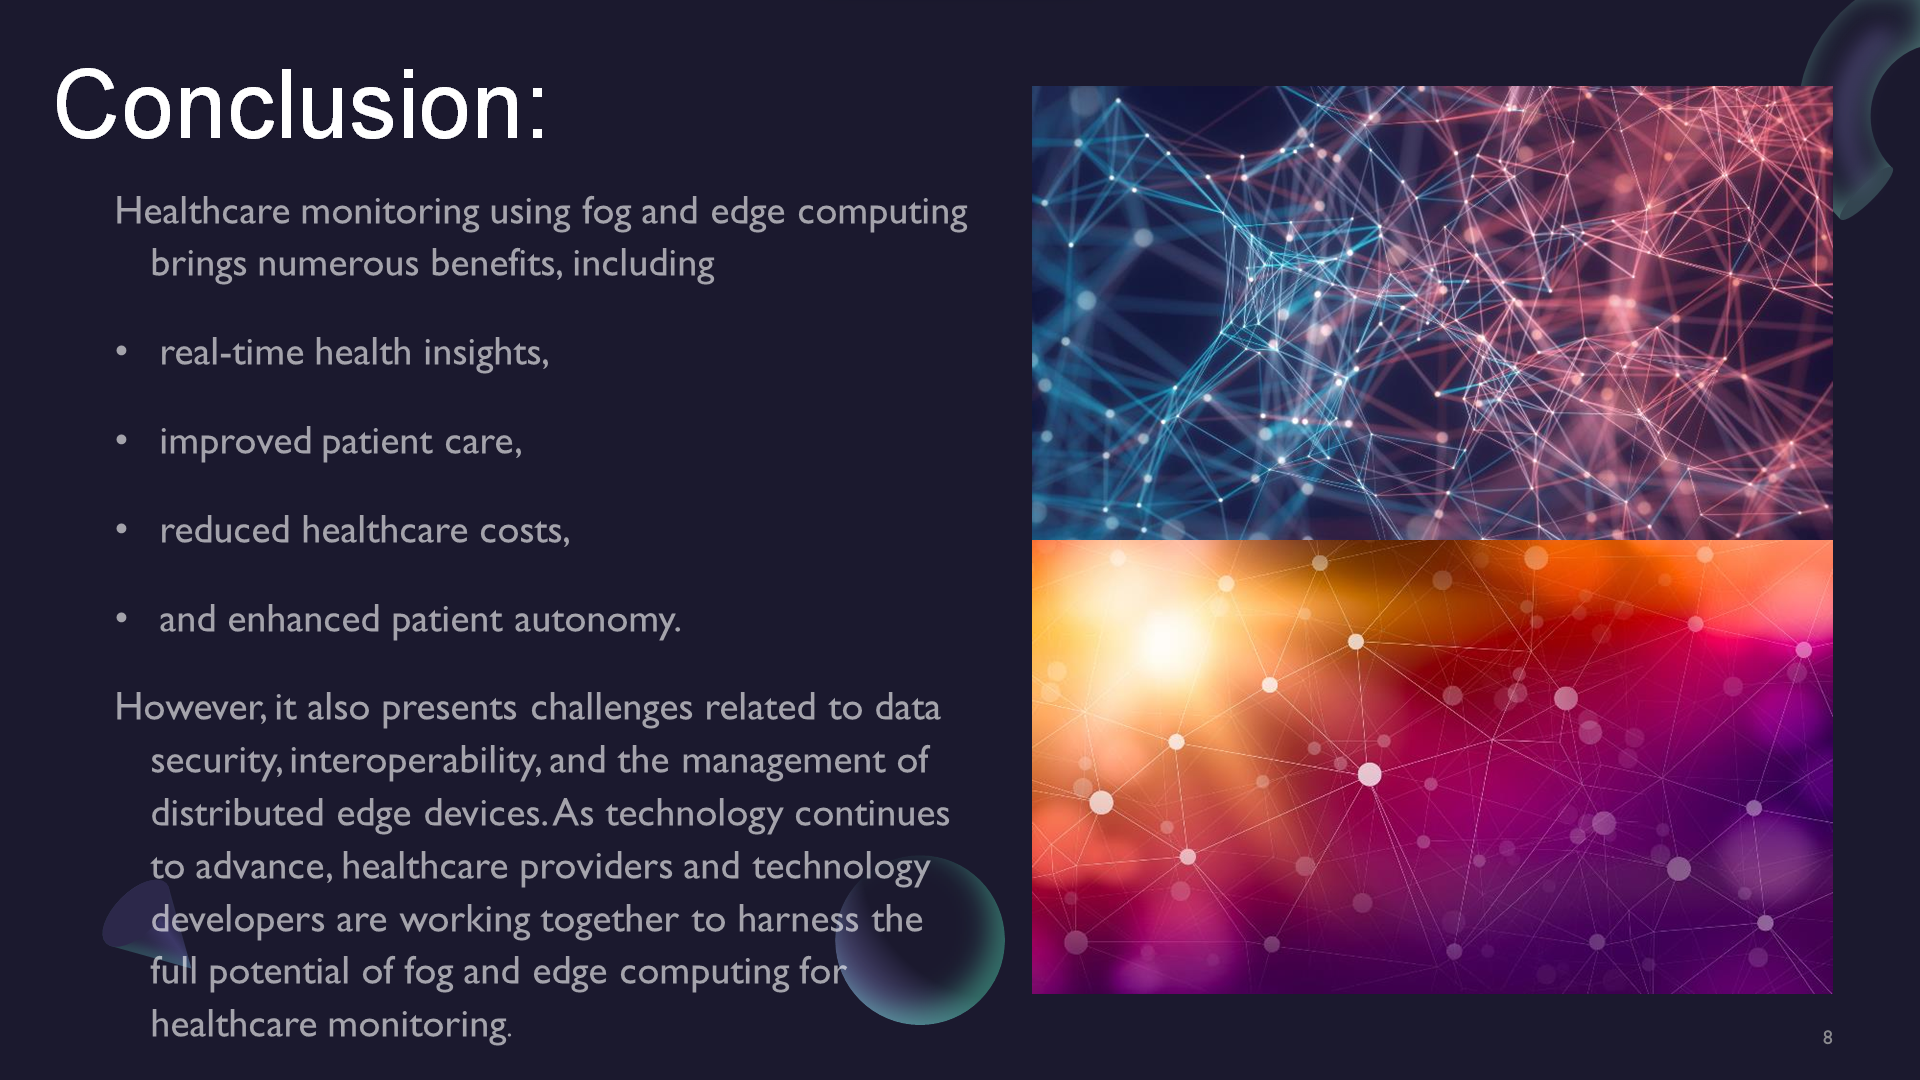 Conclusion:
Healthcare monitoring using fog and edge computing
brings numerous benefits, including
• real-time health insights,
• improved patient care,
• reduced healthcare costs,
• and enhanced patient autonomy.
However, it also presents challenges related to data
security, interoperability, and the management of
distributed edge devices. As technology continues
to advance, healthcare providers and technology
developers are working together to harness the
full potential of fog and edge computing for
healthcare monitoring.
8